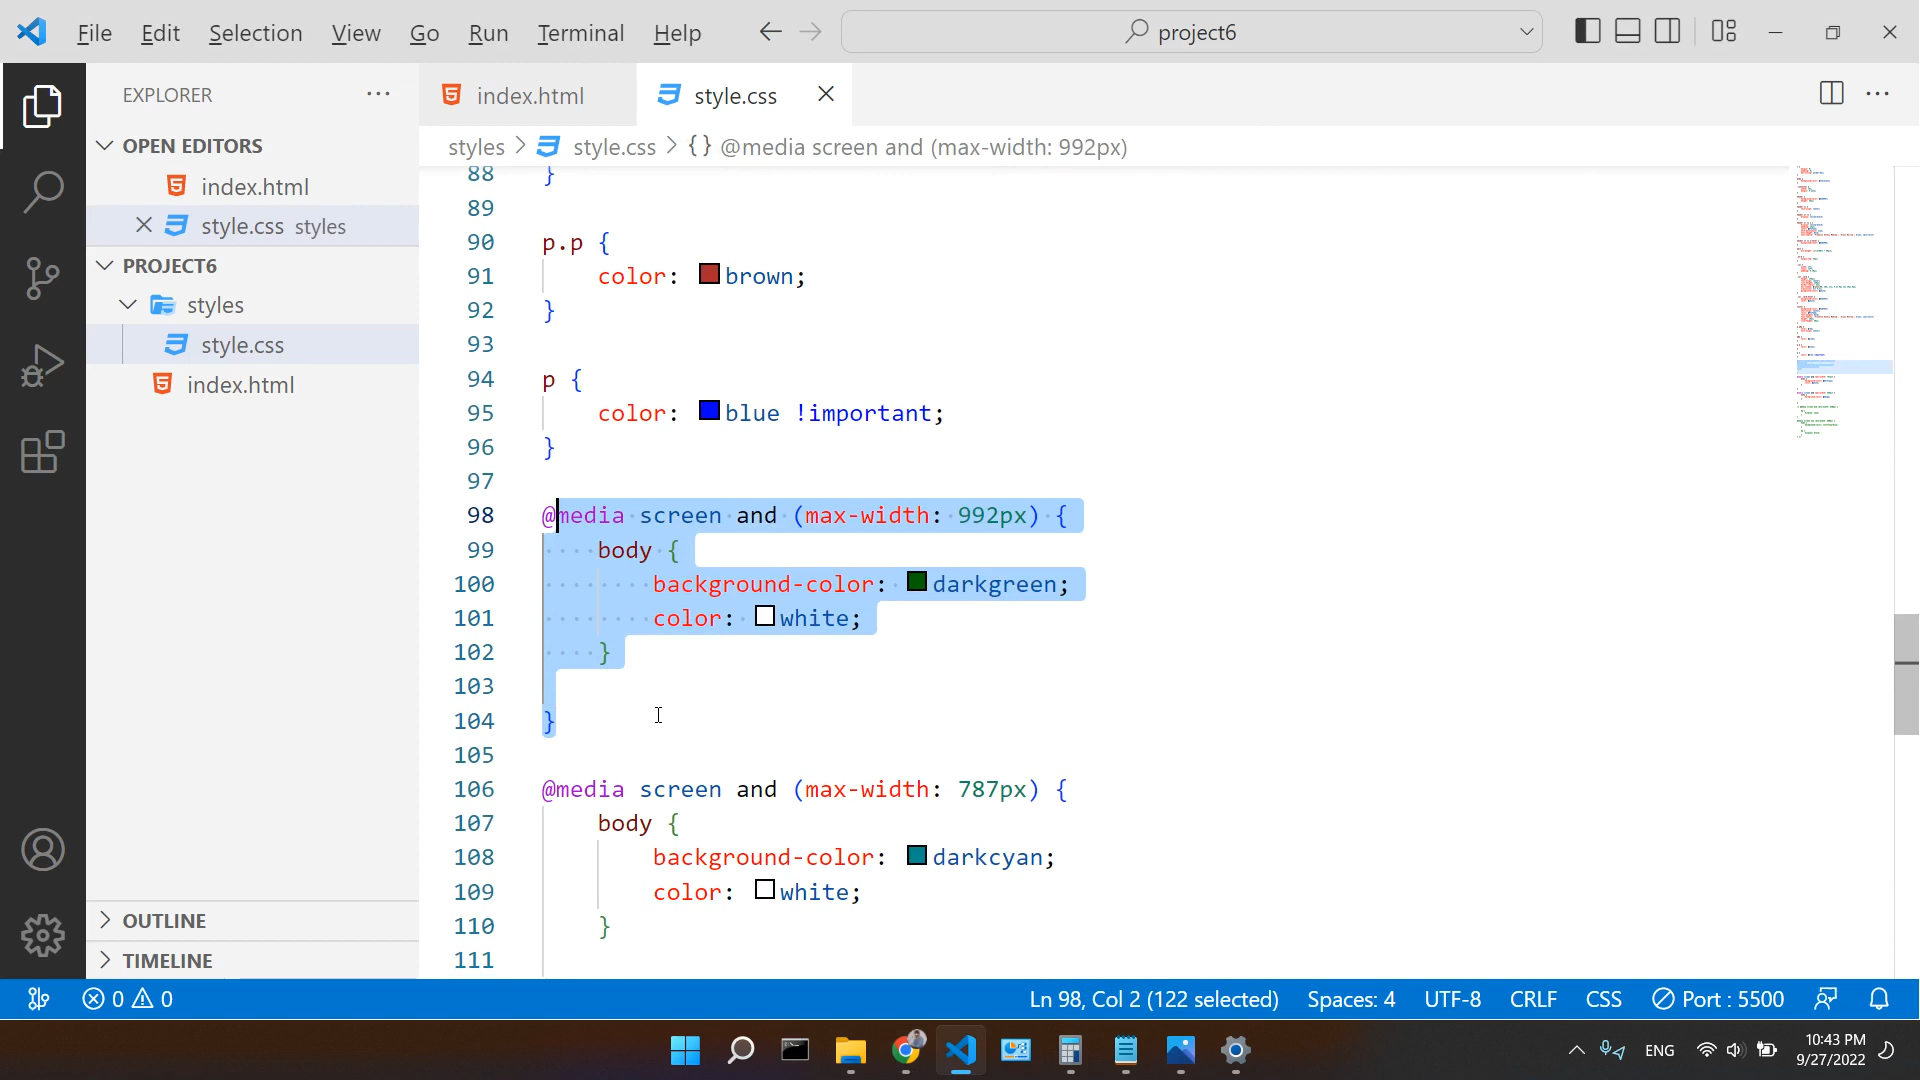 File Edit Selection View Go Run Terminal Help project6
EXPLORER
index.html
style.css
OPEN EDITORS
index.html
style.css styles
PROJECT6
styles
style.css
index.html
OUTLINE
TIMELINE
styles > style.css > {} @media screen and (max-width: 992px)
88 }
89
90 p.p {
91 color: brown;
92 }
93
94 p {
95 color: blue !important;
96 }
97
98 @media screen and (max-width: 992px) {
99 body {
100 background-color: darkgreen;
101 color: white;
102 }
103
104 }
105
106 @media screen and (max-width: 787px) {
107 body {
108 background-color: darkcyan;
109 color: white;
110 }
111
0 0 Ln 98, Col 2 (122 selected) Spaces: 4 UTF-8 CRLF CSS Port : 5500
ENG
10:43 PM
9/27/2022